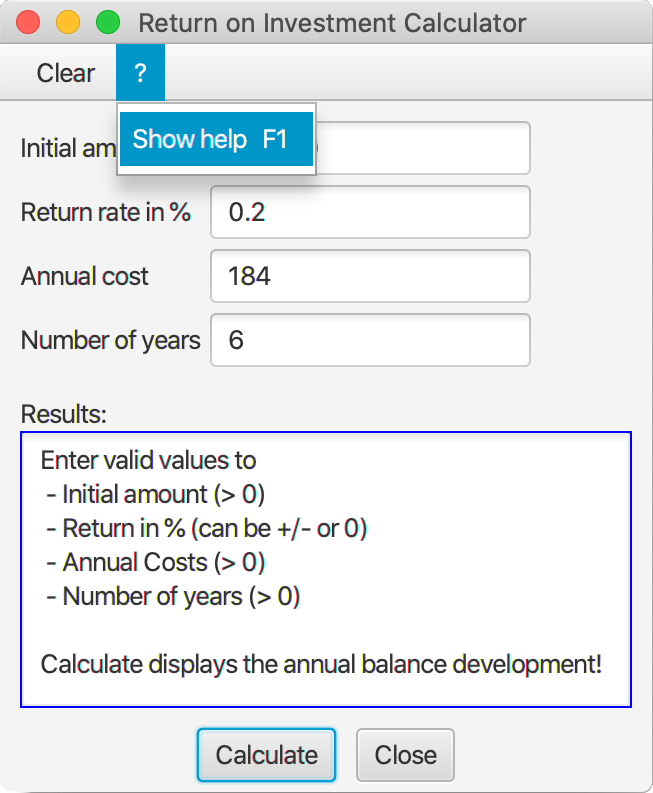 Return on Investment Calculator
Clear ?
Show help F1
Initial am
Return rate in % 0.2
Annual cost 184
Number of years 6
Results:
Enter valid values to
- Initial amount (> 0)
- Return in % (can be +/- or 0)
- Annual Costs (> 0)
- Number of years (> 0)
Calculate displays the annual balance development!
Calculate Close